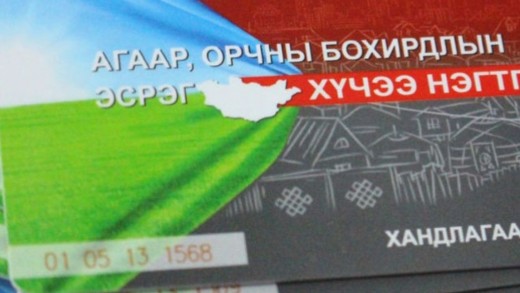 АГААР, ОРЧНЫ БОХИРДЛЫН
ЭСРЭГ ХҮЧЭЭ НЭГТГ
ХАНДЛАГАА
01 05 13 1568